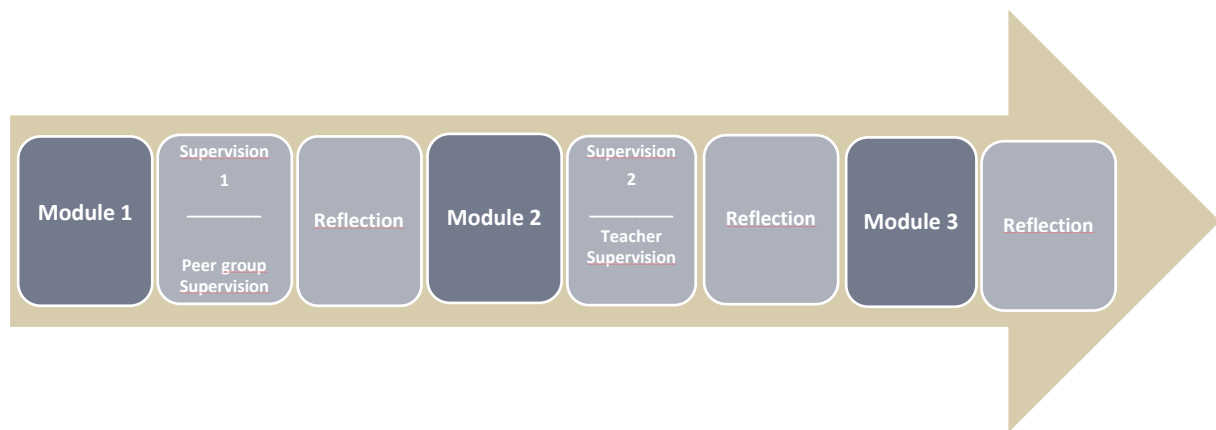 Module 1
Supervision
1
________
Peer group
Supervision
Reflection
Module 2
Supervision
2
_________
Teacher
Supervision
Reflection
Module 3
Reflection